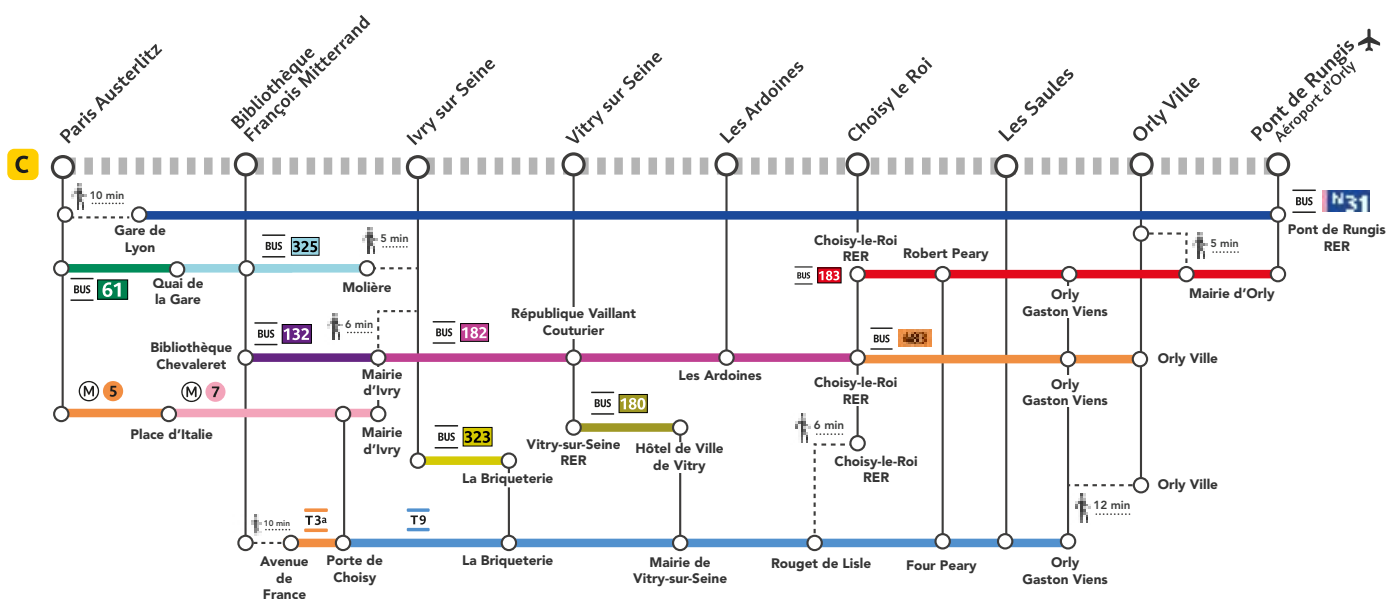 Paris Austerlitz
Bibliothèque
François Mitterrand
Ivry sur Seine
Vitry sur Seine
Les Ardoines
Choisy le Roi
Les Saules
Orly Ville
Pont de Rungis
Aéroport d'Orly
C
10 min
BUS N31
Gare de
Lyon
Pont de Rungis
RER
BUS 325
5 min
Choisy-le-Roi
RER
Robert Peary
5 min
BUS 61
Quai de
la Gare
Molière
BUS 183
Orly
Gaston Viens
Mairie d'Orly
BUS 132
6 min
BUS 182
République Vaillant
Couturier
BUS 483
Bibliothèque
Chevaleret
Mairie
d'Ivry
Les Ardoines
Choisy-le-Roi
RER
Orly
Gaston Viens
Orly Ville
M 5
M 7
Place d'Italie
Mairie
d'Ivry
BUS 323
La Briqueterie
BUS 180
Vitry-sur-Seine
RER
Hôtel de Ville
de Vitry
6 min
Choisy-le-Roi
RER
Orly Ville
12 min
10 min
T3a
T9
Avenue
de
France
Porte de
Choisy
La Briqueterie
Mairie de
Vitry-sur-Seine
Rouget de Lisle
Four Peary
Orly
Gaston Viens